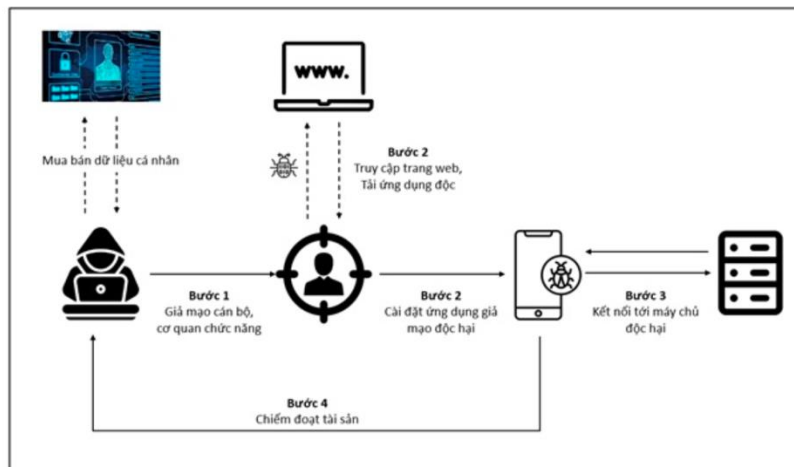 www.
Mua bán dữ liệu cá nhân
Bước 2
Truy cập trang web,
Tải ứng dụng độc
Bước 1
Giả mạo cán bộ,
cơ quan chức năng
Bước 2
Cài đặt ứng dụng giả
mạo độc hại
Bước 3
Kết nối tới máy chủ
độc hại
Bước 4
Chiếm đoạt tài sản